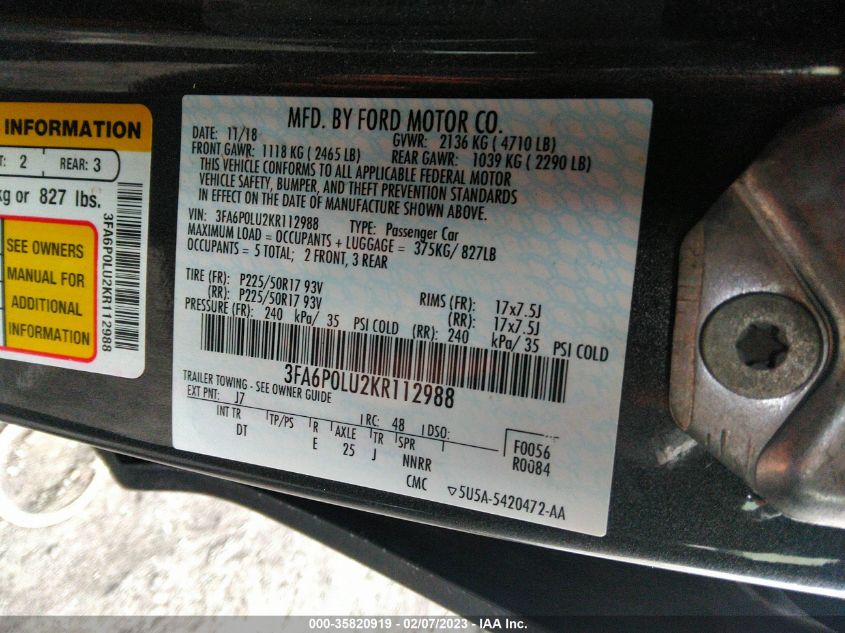 INFORMATION
2 REAR: 3
kg or 827 lbs.
SEE OWNERS
MANUAL FOR
ADDITIONAL
INFORMATION
3FA6P0LU2KR112988
MFD. BY FORD MOTOR CO.
DATE: 11/18 GVWR: 2136 KG ( 4710 LB)
FRONT GAWR: 1118 KG ( 2465 LB) REAR GAWR: 1039 KG ( 2290 LB)
THIS VEHICLE CONFORMS TO ALL APPLICABLE FEDERAL MOTOR
VEHICLE SAFETY, BUMPER, AND THEFT PREVENTION STANDARDS
IN EFFECT ON THE DATE OF MANUFACTURE SHOWN ABOVE.
VIN: 3FA6P0LU2KR112988 TYPE: Passenger Car
MAXIMUM LOAD = OCCUPANTS + LUGGAGE = 375KG/ 827LB
OCCUPANTS = 5 TOTAL; 2 FRONT, 3 REAR
TIRE (FR): P225/50R17 93V RIMS (FR): 17x7.5J
(RR): P225/50R17 93V (RR): 17x7.5J
PRESSURE (FR): 240 kPa/ 35 PSI COLD (RR): 240 kPa/ 35 PSI COLD
3FA6P0LU2KR112988
TRAILER TOWING - SEE OWNER GUIDE
EXT PNT: J7 RC: 48 DSO: F0056
INT TR TP/PS R AXLE TR SPR R0084
DT E 25 J NNRR
CMC ▽5U5A-5420472-AA
000-35820919 - 02/07/2023 - IAA Inc.